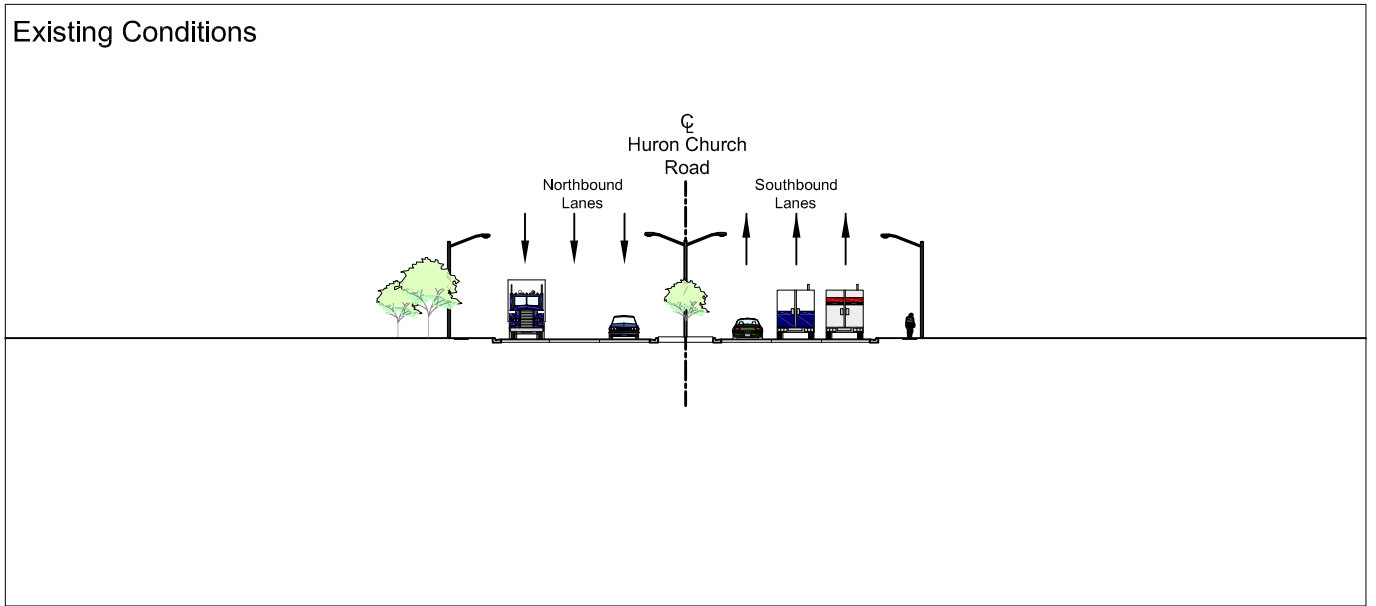 Existing Conditions
℄
Huron Church
Road
Northbound
Lanes
Southbound
Lanes